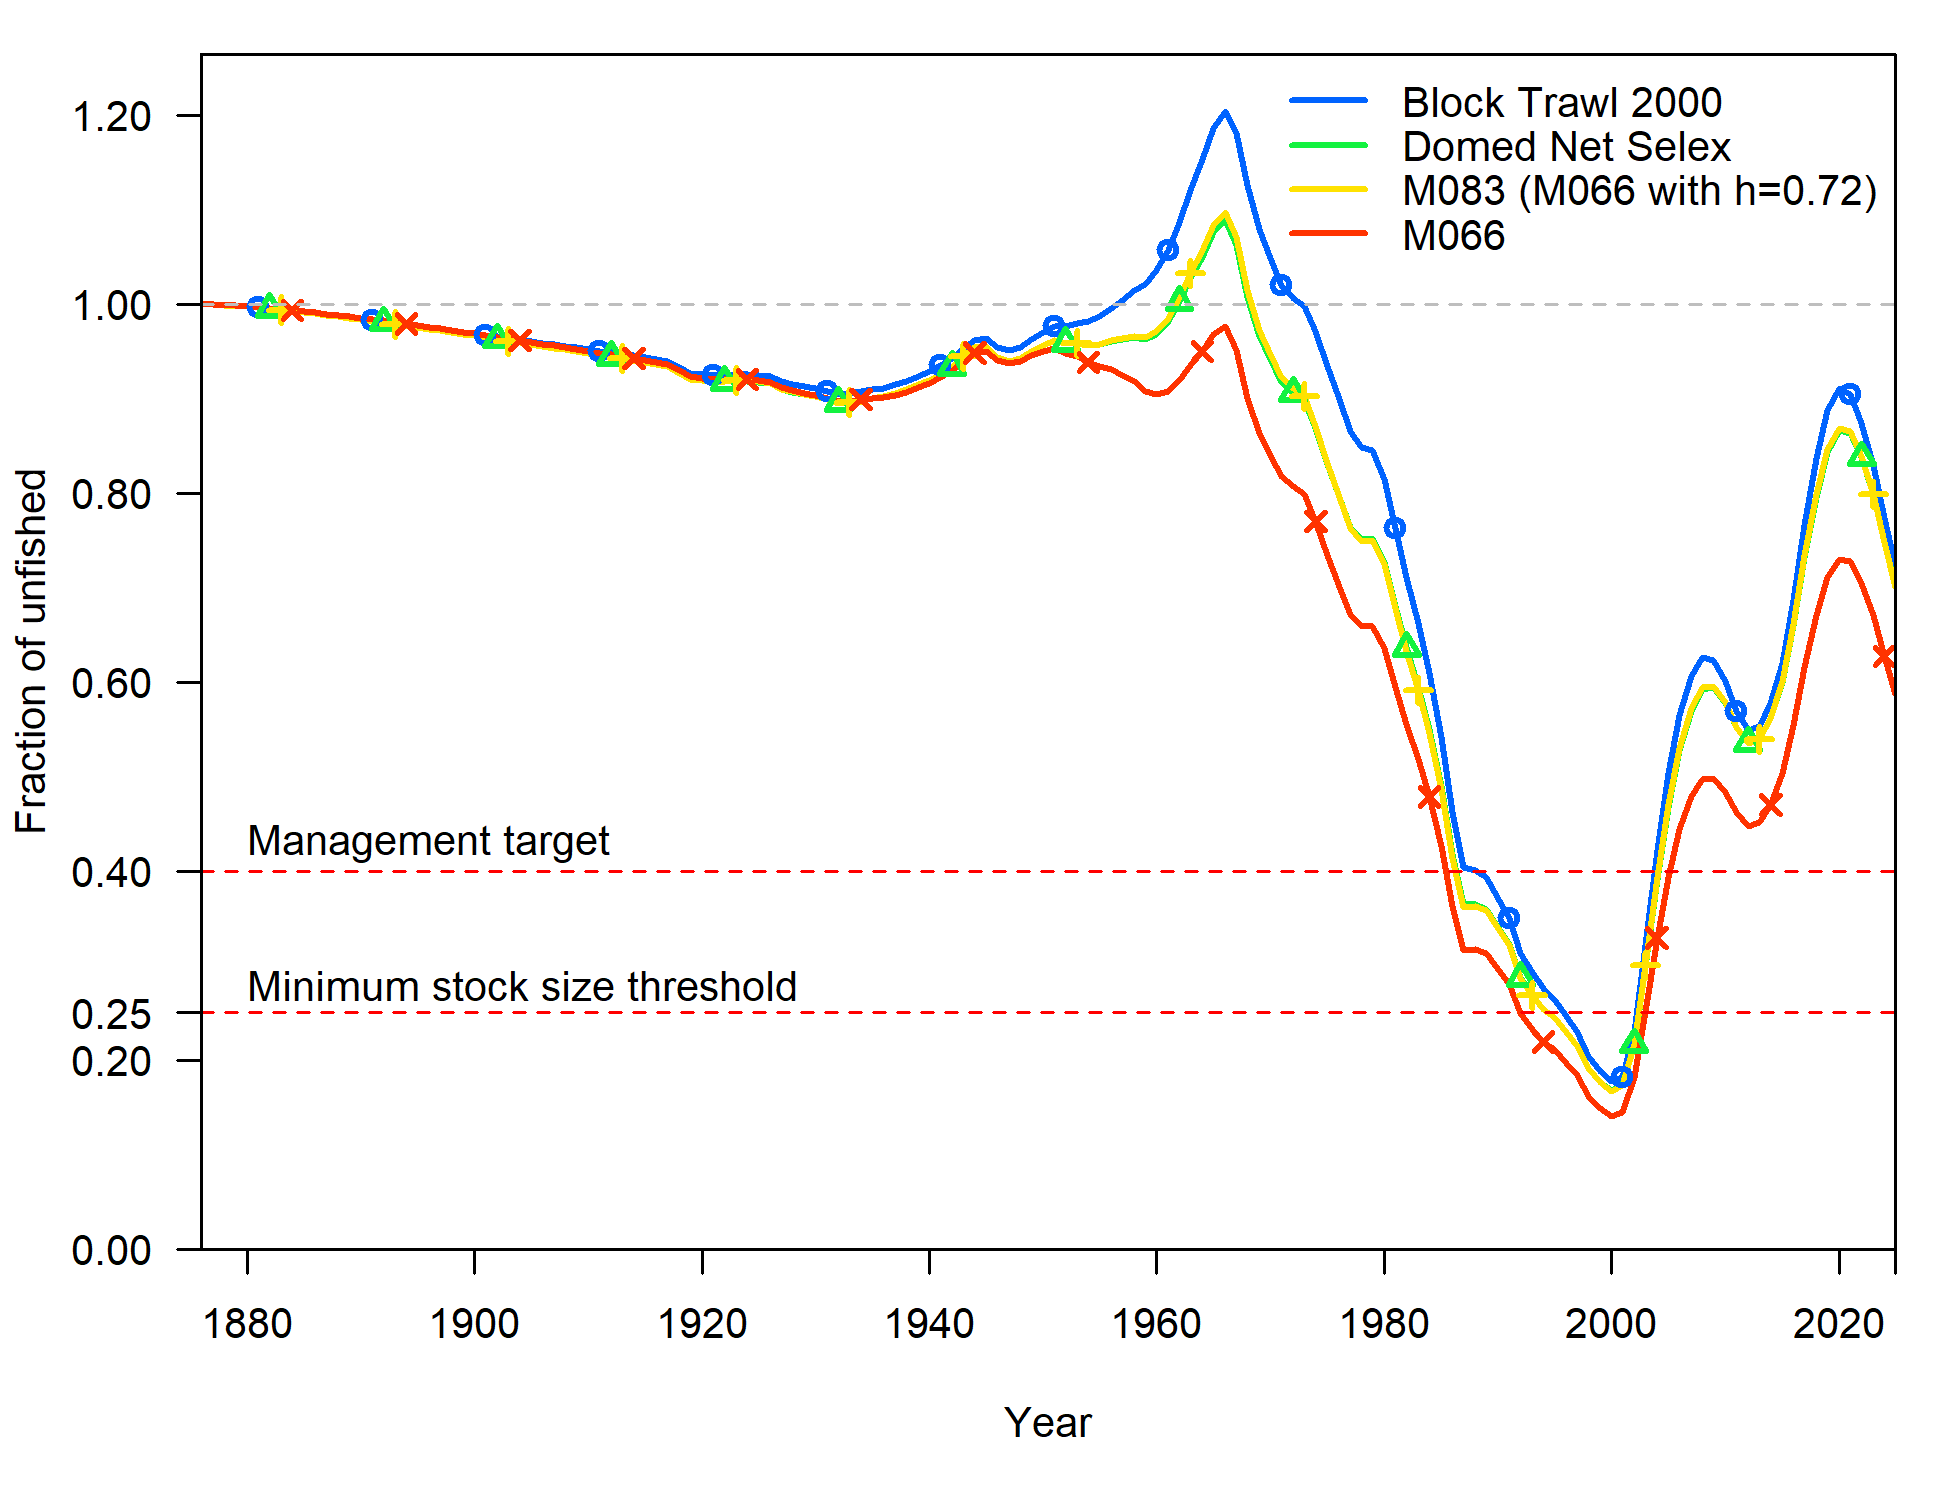 1.20
1.00
0.80
0.60
0.40
0.25
0.20
0.00
Fraction of unfished
Block Trawl 2000
Domed Net Selex
M083 (M066 with h=0.72)
M066
Management target
Minimum stock size threshold
1880 1900 1920 1940 1960 1980 2000 2020
Year